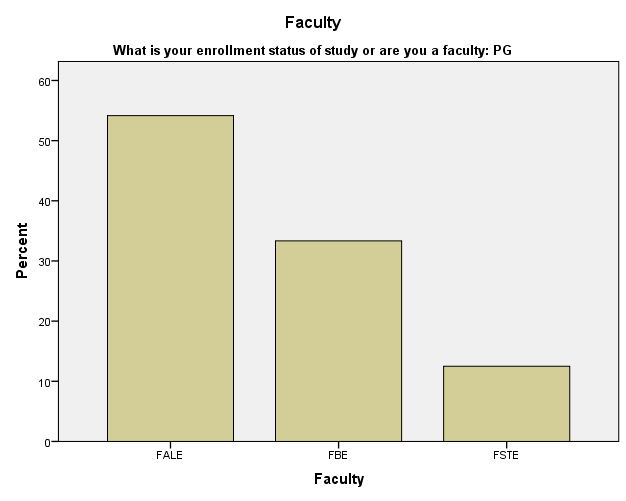 Faculty
What is your enrollment status of study or are you a faculty: PG
60
50
40
30
20
10
0
Percent
FALE FBE FSTE
Faculty